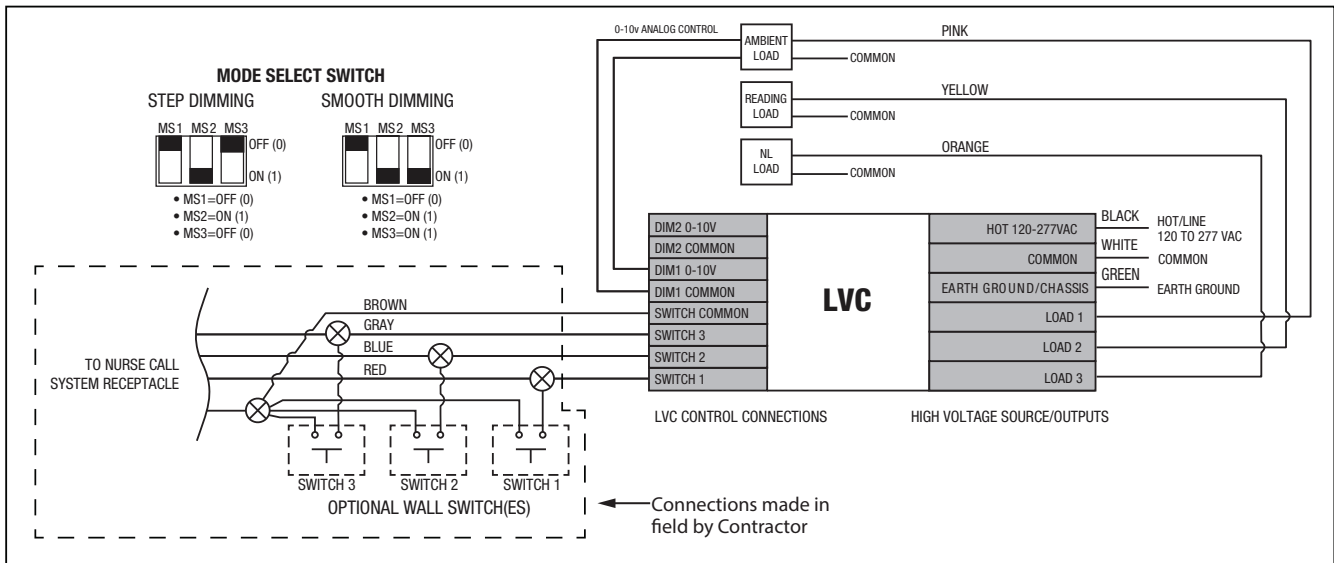 0-10v ANALOG CONTROL
AMBIENT
LOAD
PINK
COMMON
READING
LOAD
YELLOW
COMMON
NL
LOAD
ORANGE
COMMON
MODE SELECT SWITCH
STEP DIMMING
MS1 MS2 MS3
OFF (0)
ON (1)
• MS1=OFF (0)
• MS2=ON (1)
• MS3=OFF (0)
SMOOTH DIMMING
MS1 MS2 MS3
OFF (0)
ON (1)
• MS1=OFF (0)
• MS2=ON (1)
• MS3=ON (1)
DIM2 0-10V
DIM2 COMMON
DIM1 0-10V
DIM1 COMMON
SWITCH COMMON
SWITCH 3
SWITCH 2
SWITCH 1
LVC
HOT 120-277VAC
COMMON
EARTH GROUND/CHASSIS
LOAD 1
LOAD 2
LOAD 3
BLACK
HOT/LINE
120 TO 277 VAC
WHITE
COMMON
GREEN
EARTH GROUND
LVC CONTROL CONNECTIONS
HIGH VOLTAGE SOURCE/OUTPUTS
BROWN
GRAY
BLUE
RED
TO NURSE CALL
SYSTEM RECEPTACLE
SWITCH 3
SWITCH 2
SWITCH 1
OPTIONAL WALL SWITCH(ES)
Connections made in
field by Contractor